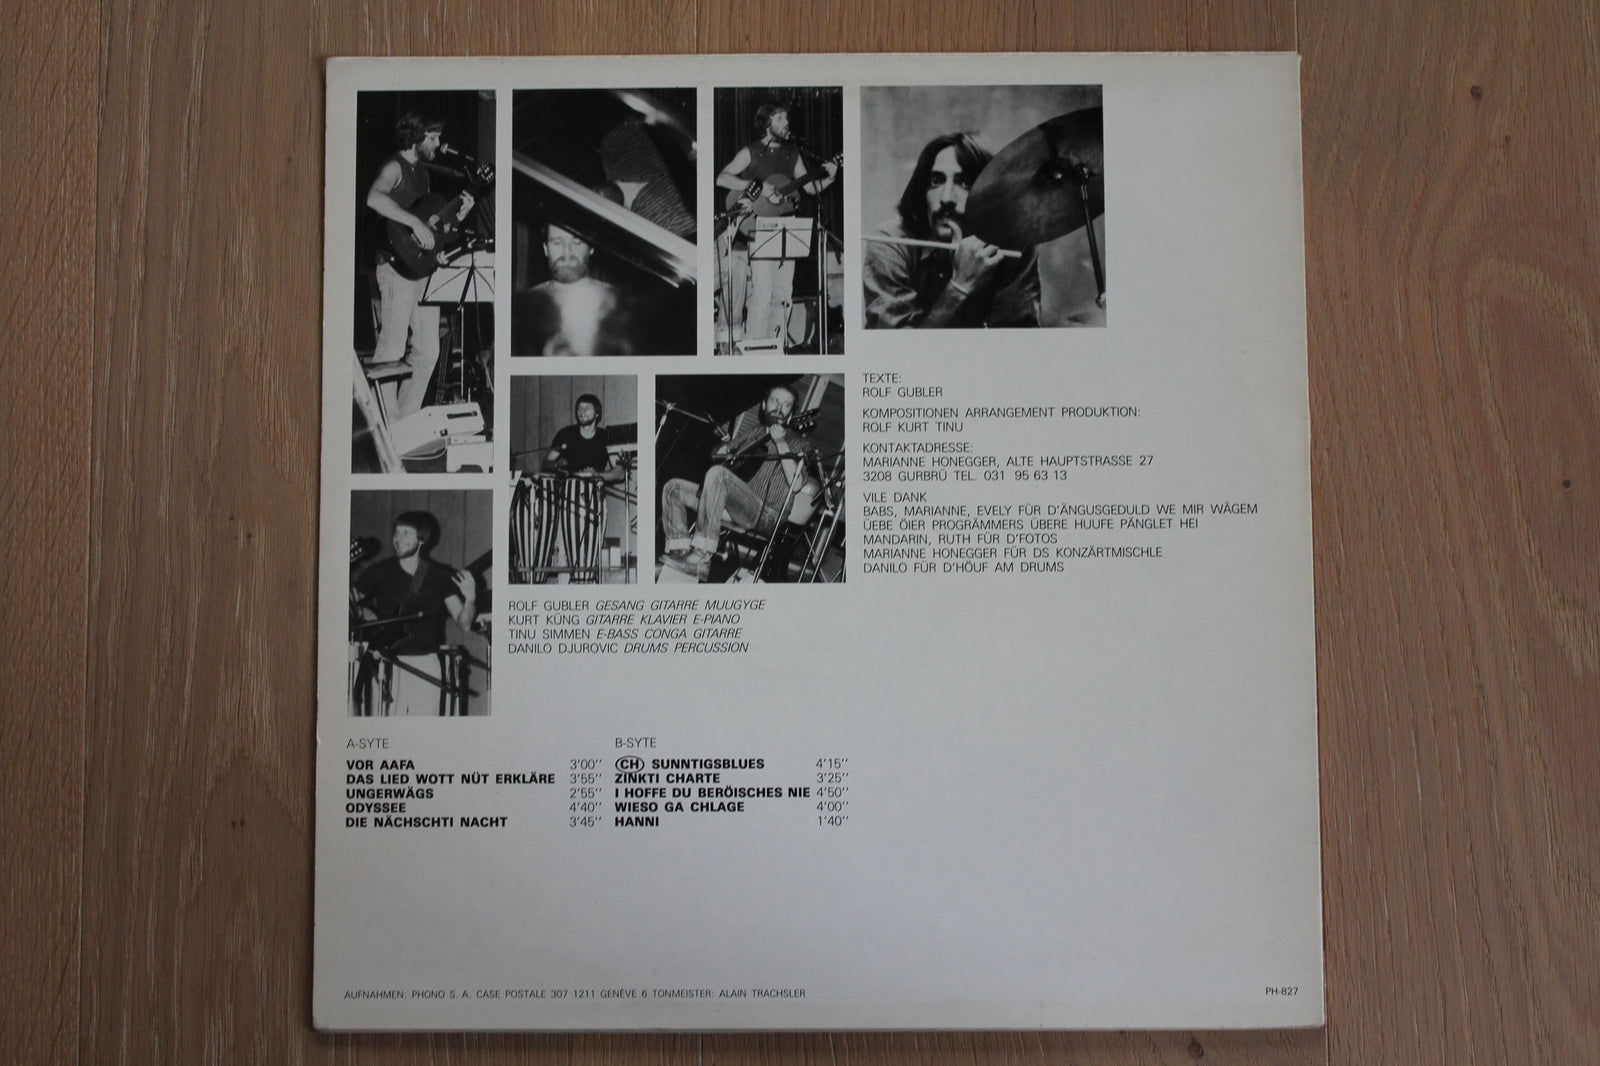 TEXTE:
ROLF GUBLER
KOMPOSITIONEN ARRANGEMENT PRODUKTION:
ROLF KURT TINU
KONTAKTADRESSE:
MARIANNE HONEGGER, ALTE HAUPTSTRASSE 27
3208 GURBRÜ TEL. 031 95 63 13
VILE DANK
BABS, MARIANNE, EVELY FÜR D'ÄNGUSGEDULD WE MIR WÄGEM
ÜEBE ÖIER PROGRÄMMERS ÜBERE HUUFE PÄNGLET HEI
MANDARIN, RUTH FÜR D'FOTOS
MARIANNE HONEGGER FÜR DS KONZÄRTMISCHLE
DANILO FÜR D'HÖUF AM DRUMS
ROLF GUBLER GESANG GITARRE MUUGYGE
KURT KÜNG GITARRE KLAVIER E-PIANO
TINU SIMMEN E-BASS CONGA GITARRE
DANILO DJUROVIC DRUMS PERCUSSION
A-SYTE
VOR AAFA 3'00''
DAS LIED WOTT NÜT ERKLÄRE 3'55''
UNGERWÄGS 2'55''
ODYSSEE 4'40''
DIE NÄCHSCHTI NACHT 3'45''
B-SYTE
CH SUNNTIGSBLUES 4'15''
ZINKTI CHARTE 3'25''
I HOFFE DU BERÖISCHES NIE 4'50''
WIESO GA CHLAGE 4'00''
HANNI 1'40''
AUFNAHMEN: PHONO S. A. CASE POSTALE 307 1211 GENÈVE 6 TONMEISTER: ALAIN TRACHSLER
PH-827